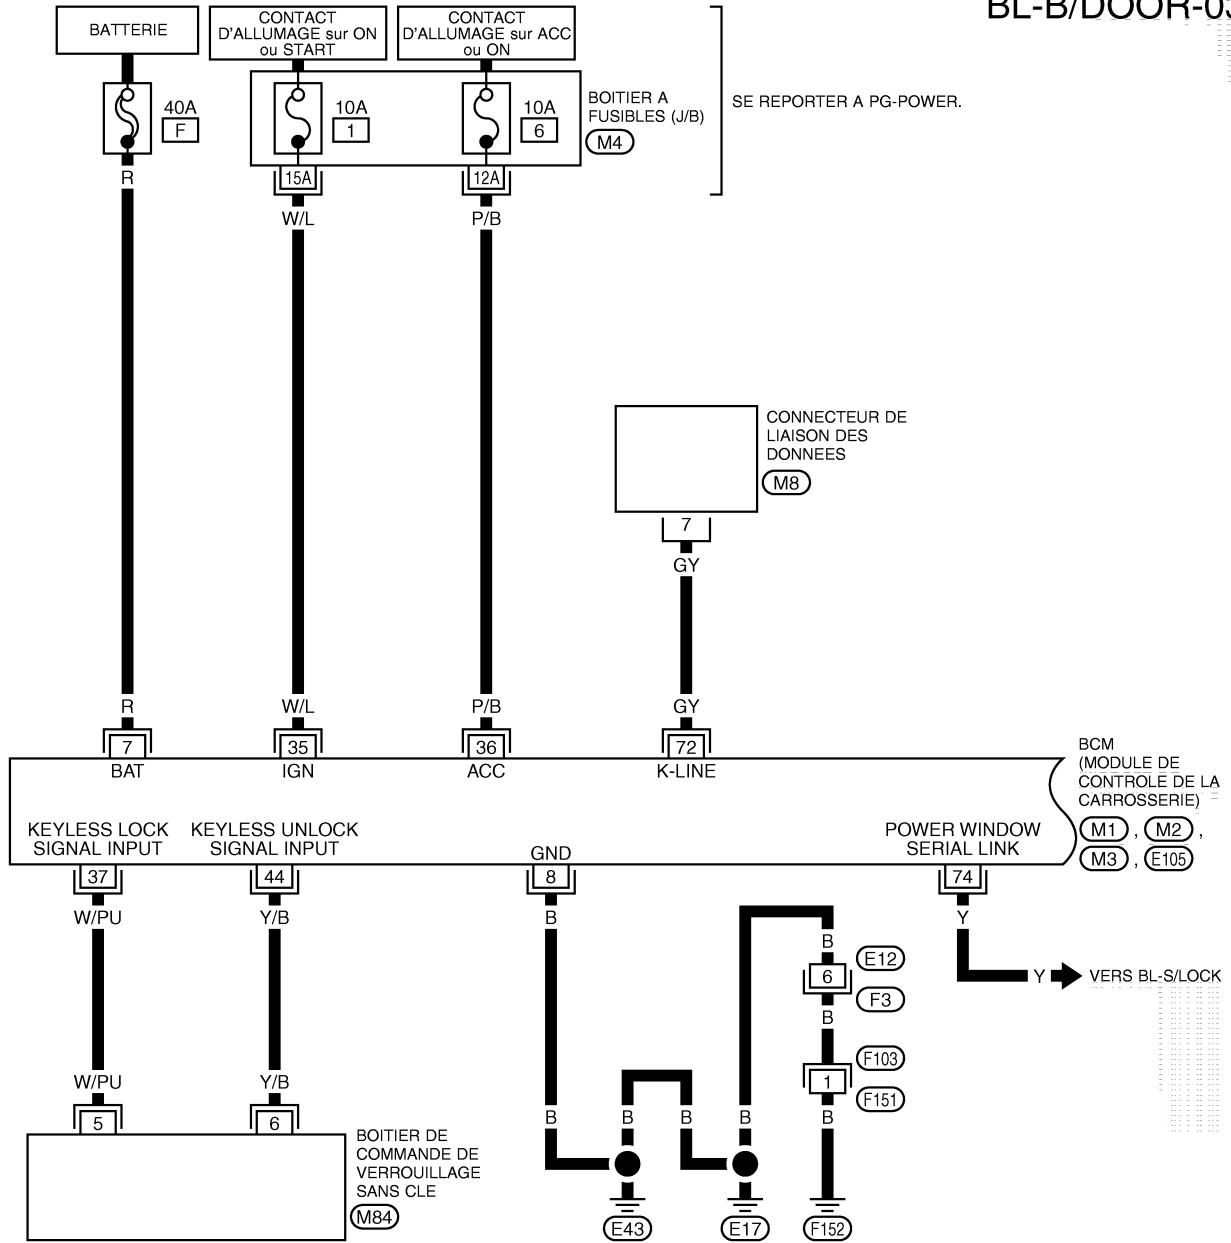 BL-B/DOOR-03
BATTERIE
CONTACT
D'ALLUMAGE sur ON
ou START
CONTACT
D'ALLUMAGE sur ACC
ou ON
40A
F
10A
1
10A
6
BOITIER A
FUSIBLES (J/B)
M4
SE REPORTER A PG-POWER.
15A
12A
R
W/L
P/B
CONNECTEUR DE
LIAISON DES
DONNEES
M8
7
GY
R
W/L
P/B
GY
7
35
36
72
BAT
IGN
ACC
K-LINE
BCM
(MODULE DE
CONTROLE DE LA
CARROSSERIE)
M1 , M2 ,
M3 , E105
KEYLESS LOCK
SIGNAL INPUT
KEYLESS UNLOCK
SIGNAL INPUT
GND
POWER WINDOW
SERIAL LINK
37
44
8
74
W/PU
Y/B
B
Y
B
E12
6
F3
Y
VERS BL-S/LOCK
B
F103
1
F151
W/PU
Y/B
B
B
B
B
B
5
6
BOITIER DE
COMMANDE DE
VERROUILLAGE
SANS CLE
M84
E43
E17
F152